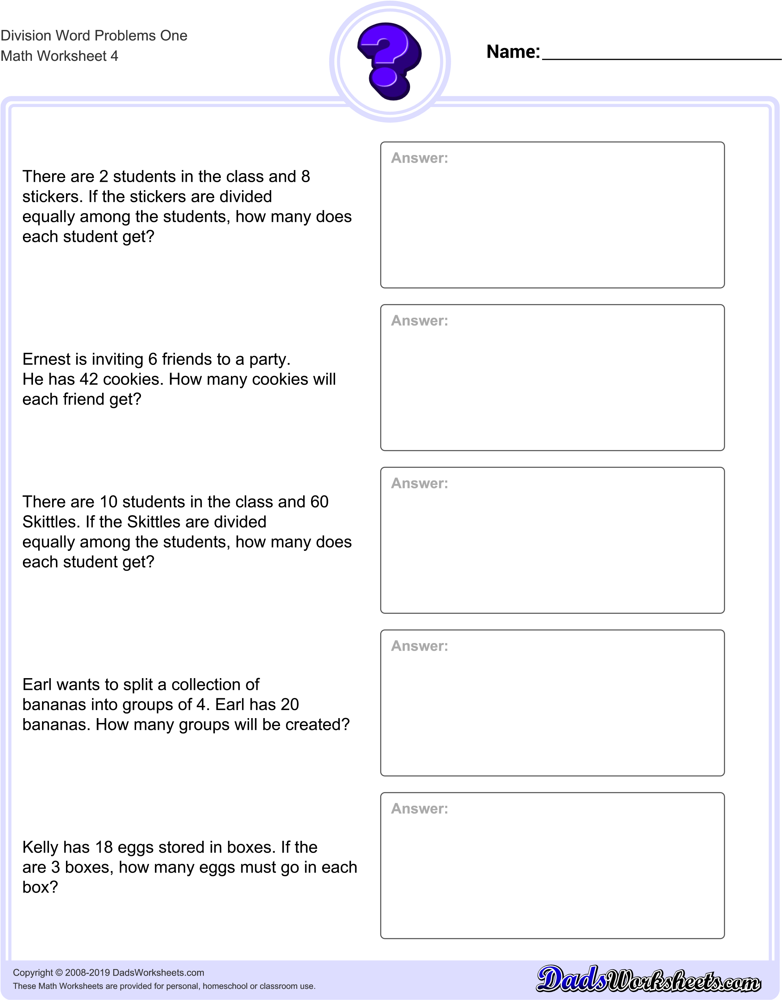 Division Word Problems One
Math Worksheet 4
?
Name:
There are 2 students in the class and 8
stickers. If the stickers are divided
equally among the students, how many does
each student get?
Answer:
Ernest is inviting 6 friends to a party.
He has 42 cookies. How many cookies will
each friend get?
Answer:
There are 10 students in the class and 60
Skittles. If the Skittles are divided
equally among the students, how many does
each student get?
Answer:
Earl wants to split a collection of
bananas into groups of 4. Earl has 20
bananas. How many groups will be created?
Answer:
Kelly has 18 eggs stored in boxes. If the
are 3 boxes, how many eggs must go in each
box?
Answer:
Copyright © 2008-2019 DadsWorksheets.com
These Math Worksheets are provided for personal, homeschool or classroom use.
DadsWorksheets.com